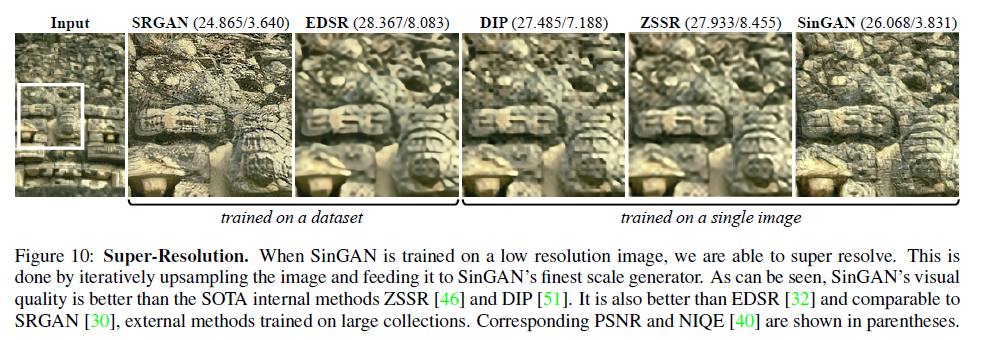 Input SRGAN (24.865/3.640) EDSR (28.367/8.083) DIP (27.485/7.188) ZSSR (27.933/8.455) SinGAN (26.068/3.831)
trained on a dataset trained on a single image
Figure 10: Super-Resolution. When SinGAN is trained on a low resolution image, we are able to super resolve. This is
done by iteratively upsampling the image and feeding it to SinGAN's finest scale generator. As can be seen, SinGAN's visual
quality is better than the SOTA internal methods ZSSR [46] and DIP [51]. It is also better than EDSR [32] and comparable to
SRGAN [30], external methods trained on large collections. Corresponding PSNR and NIQE [40] are shown in parentheses.